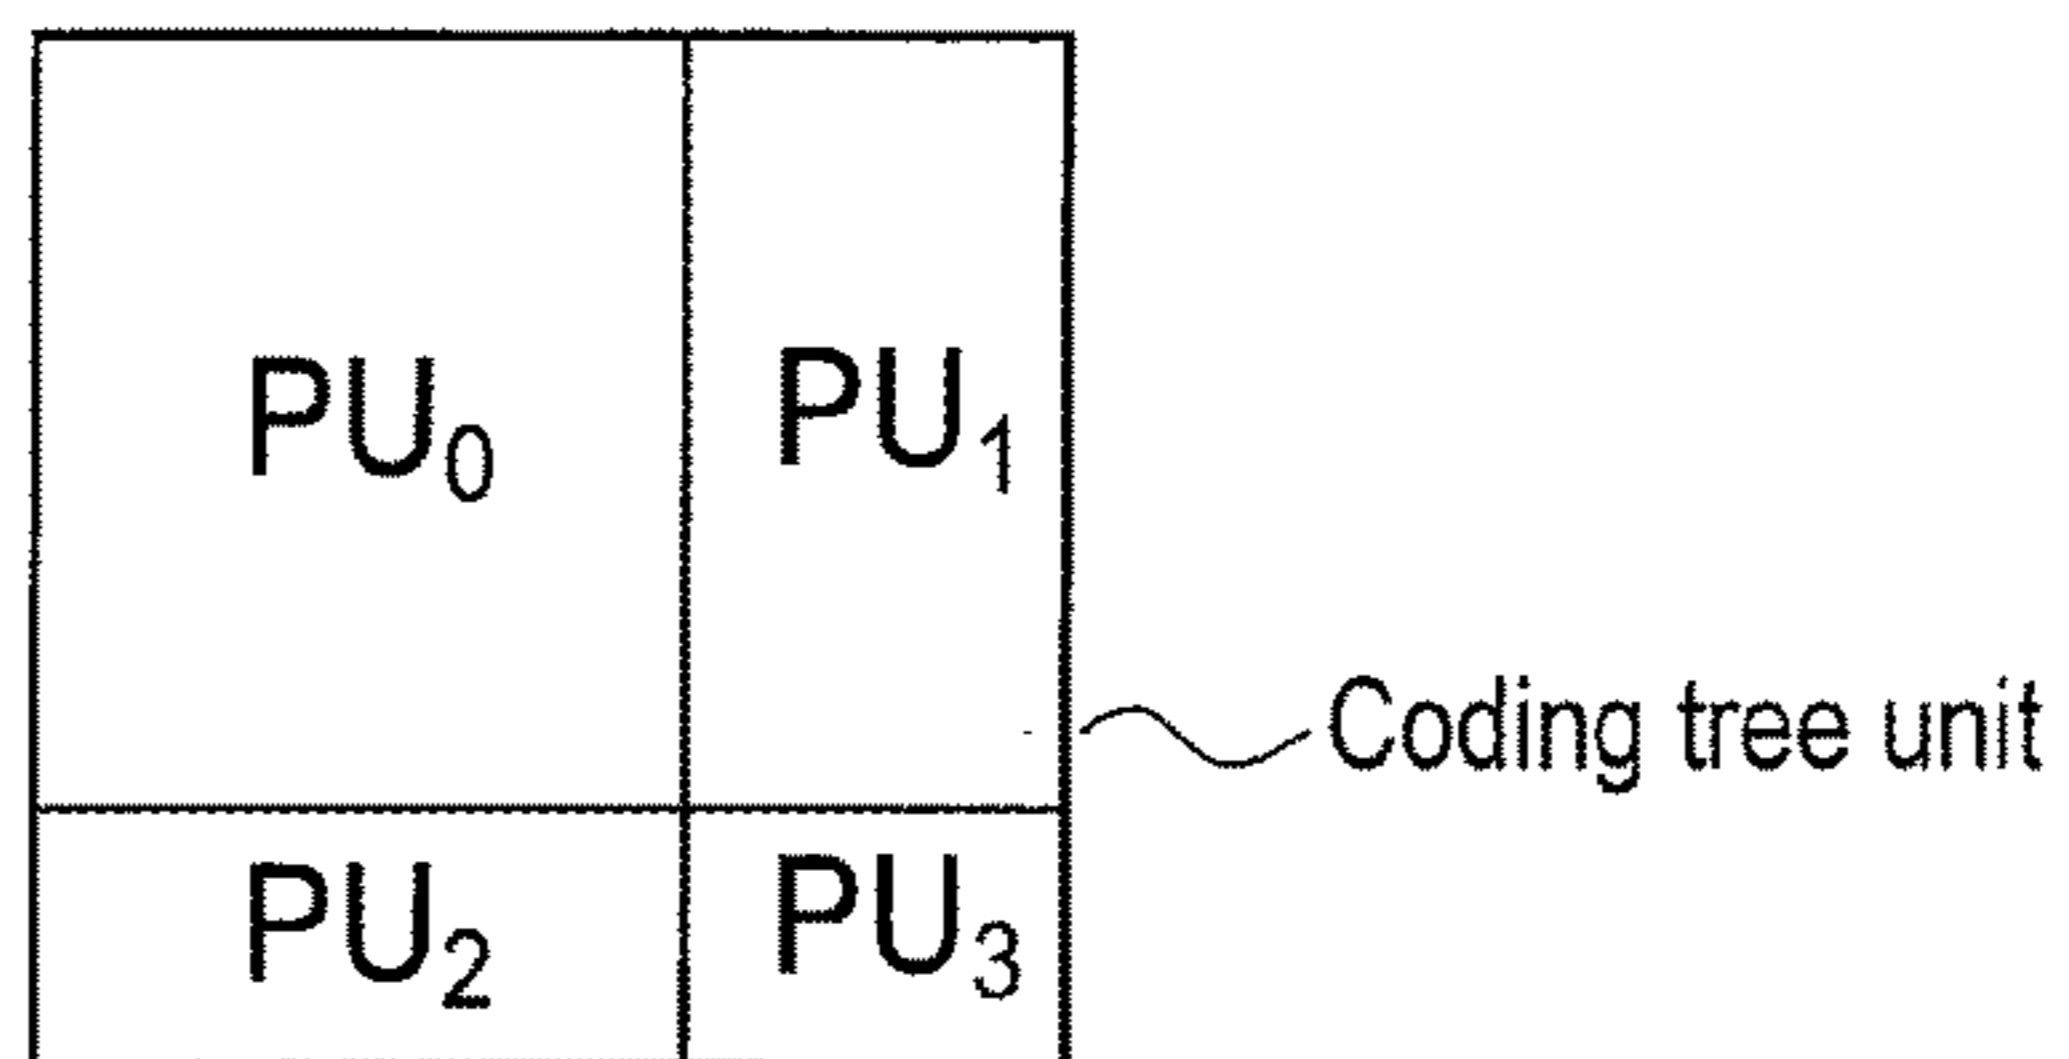 PU₀ PU₁
Coding tree unit
PU₂ PU₃